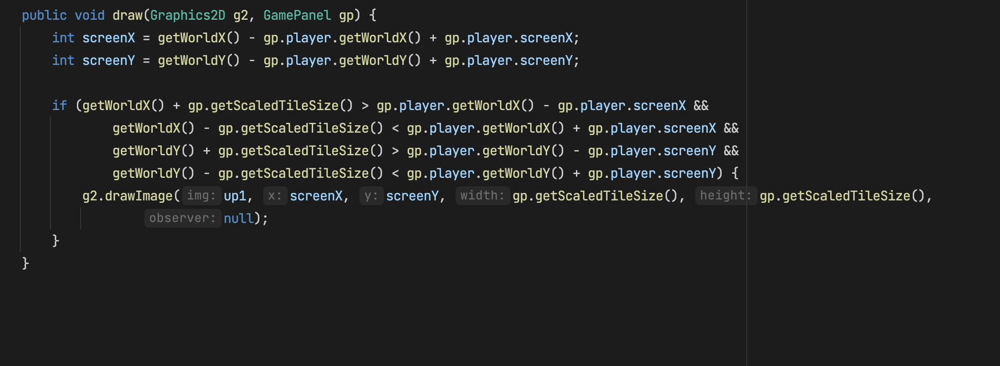 public void draw(Graphics2D g2, GamePanel gp) {
    int screenX = getWorldX() - gp.player.getWorldX() + gp.player.screenX;
    int screenY = getWorldY() - gp.player.getWorldY() + gp.player.screenY;

    if (getWorldX() + gp.getScaledTileSize() > gp.player.getWorldX() - gp.player.screenX &&
            getWorldX() - gp.getScaledTileSize() < gp.player.getWorldX() + gp.player.screenX &&
            getWorldY() + gp.getScaledTileSize() > gp.player.getWorldY() - gp.player.screenY &&
            getWorldY() - gp.getScaledTileSize() < gp.player.getWorldY() + gp.player.screenY) {
        g2.drawImage( img: up1, x: screenX, y: screenY, width: gp.getScaledTileSize(), height: gp.getScaledTileSize(),
                observer: null);
    }
}